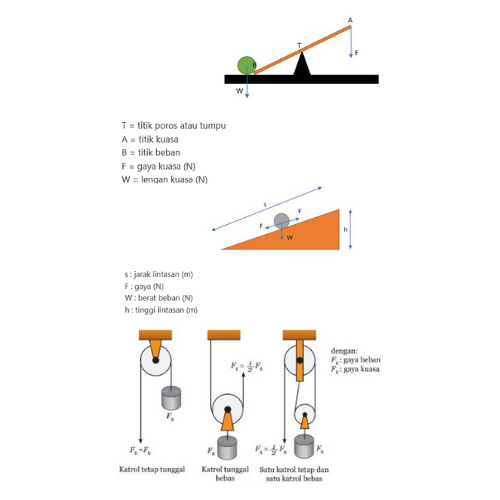 A
T
F
B
W
T = titik poros atau tumpu
A = titik kuasa
B = titik beban
F = gaya kuasa (N)
W = lengan kuasa (N)
s
F
F
h
W
s : jarak lintasan (m)
F : gaya (N)
W : berat beban (N)
h : tinggi lintasan (m)
dengan:
F_B : gaya beban
F_K : gaya kuasa
F_K = 1/2 F_B
F_B
F_K = F_B
F_B
F_K = 1/2 F_B
F_B
Katrol tetap tunggal
Katrol tunggal bebas
Satu katrol tetap dan satu katrol bebas